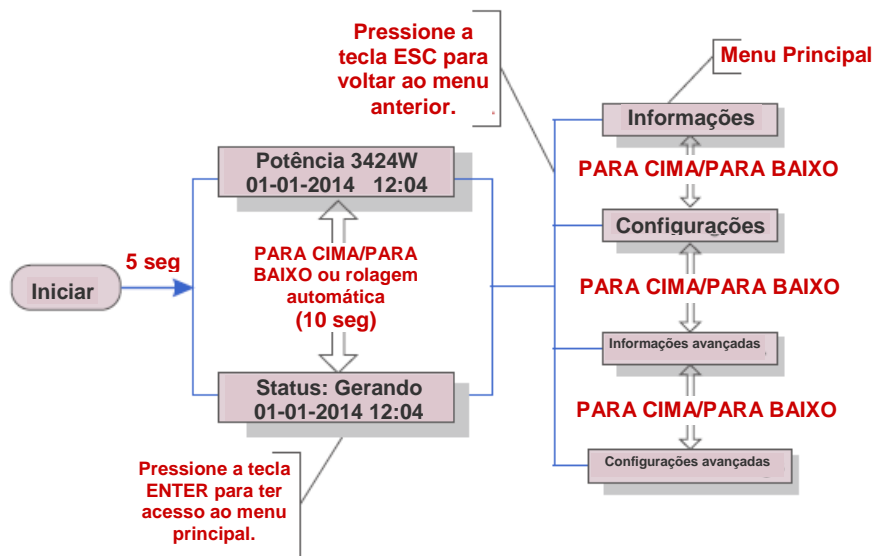 Pressione a
tecla ESC para
voltar ao menu
anterior.
Menu Principal
Iniciar
5 seg
Potência 3424W
01-01-2014 12:04
PARA CIMA/PARA
BAIXO ou rolagem
automática
(10 seg)
Status: Gerando
01-01-2014 12:04
Pressione a tecla
ENTER para ter
acesso ao menu
principal.
Informações
PARA CIMA/PARA BAIXO
Configurações
PARA CIMA/PARA BAIXO
Informações avançadas
PARA CIMA/PARA BAIXO
Configurações avançadas